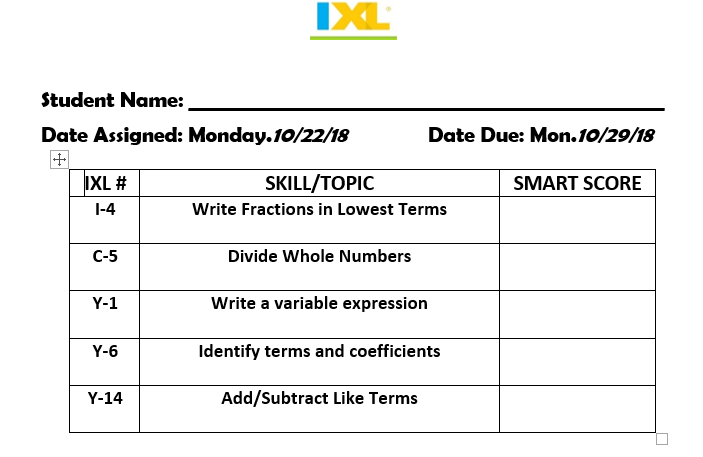 IXL
Student Name:
Date Assigned: Monday.10/22/18 Date Due: Mon.10/29/18
IXL # SKILL/TOPIC SMART SCORE
I-4 Write Fractions in Lowest Terms
C-5 Divide Whole Numbers
Y-1 Write a variable expression
Y-6 Identify terms and coefficients
Y-14 Add/Subtract Like Terms